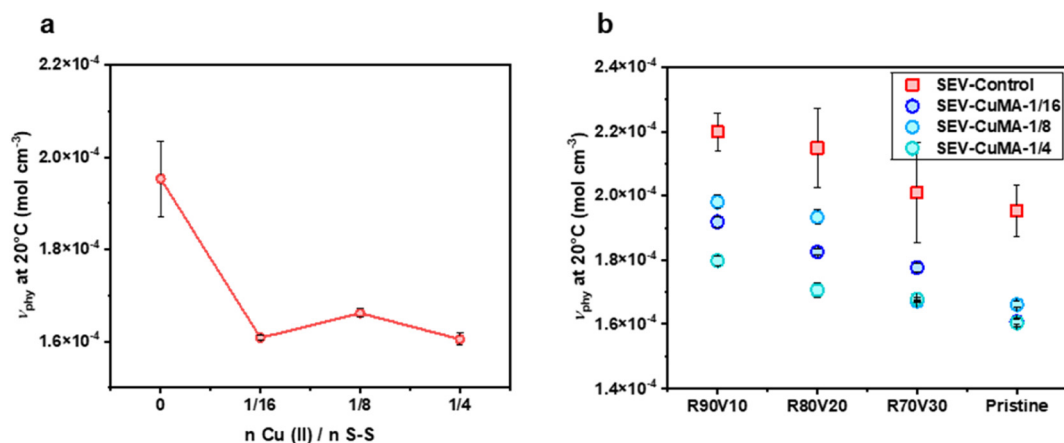 a
2.2×10⁻⁴
2.0×10⁻⁴
1.8×10⁻⁴
1.6×10⁻⁴
νphy at 20°C (mol cm⁻³)
0 1/16 1/8 1/4
n Cu (II) / n S-S
b
2.4×10⁻⁴
2.2×10⁻⁴
2.0×10⁻⁴
1.8×10⁻⁴
1.6×10⁻⁴
1.4×10⁻⁴
νphy at 20°C (mol cm⁻³)
SEV-Control
SEV-CuMA-1/16
SEV-CuMA-1/8
SEV-CuMA-1/4
R90V10 R80V20 R70V30 Pristine